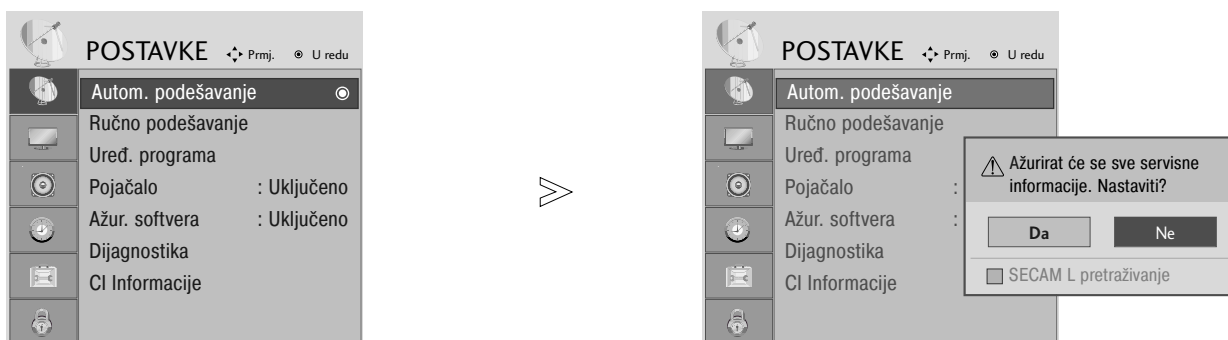 POSTAVKE Prmj. U redu
Autom. podešavanje
Ručno podešavanje
Uređ. programa
Pojačalo : Uključeno
Ažur. softvera : Uključeno
Dijagnostika
CI Informacije
POSTAVKE Prmj. U redu
Autom. podešavanje
Ručno podešavanje
Uređ. programa
Pojačalo :
Ažur. softvera :
Dijagnostika
CI Informacije
Ažurirat će se sve servisne
informacije. Nastaviti?
Da Ne
SECAM L pretraživanje